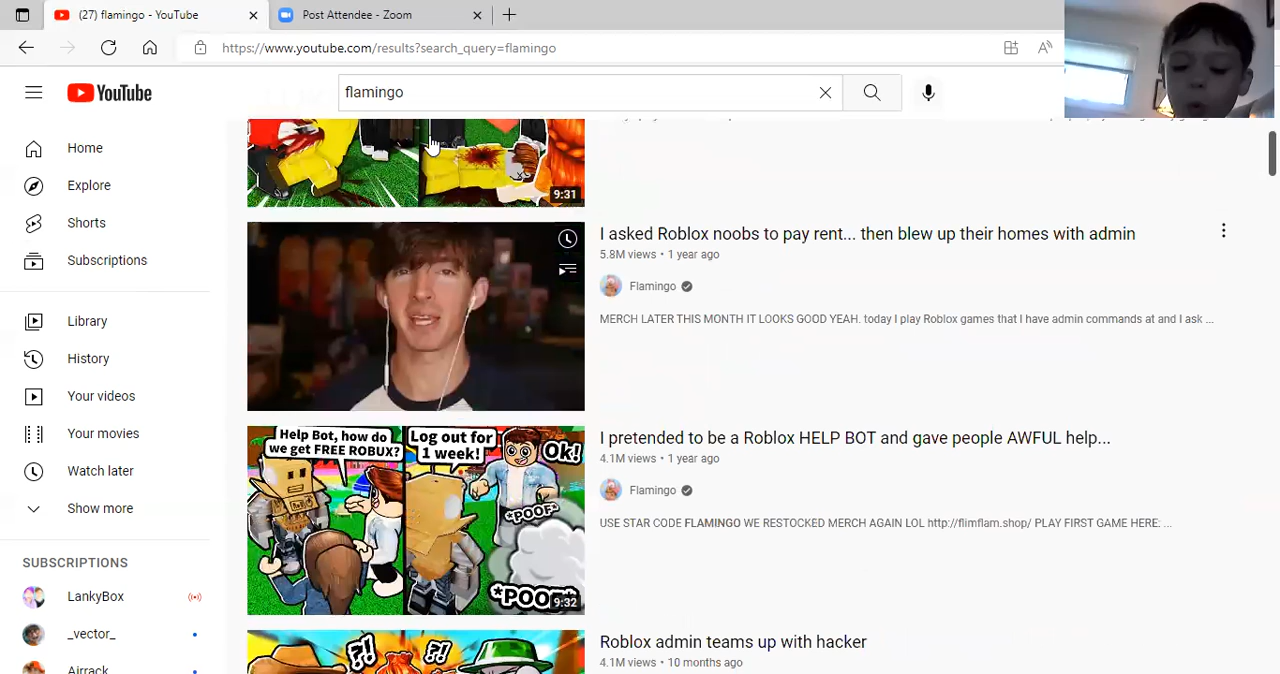 (27) flamingo - YouTube
Post Attendee - Zoom
https://www.youtube.com/results?search_query=flamingo
YouTube
flamingo
Home
Explore
Shorts
Subscriptions
Library
History
Your videos
Your movies
Watch later
Show more
SUBSCRIPTIONS
LankyBox
_vector_
Airrack
9:31
I asked Roblox noobs to pay rent... then blew up their homes with admin
5.8M views • 1 year ago
Flamingo
MERCH LATER THIS MONTH IT LOOKS GOOD YEAH. today I play Roblox games that I have admin commands at and I ask ...
Help Bot, how do
we get FREE ROBUX?
Log out for
1 week!
Ok!
*POOF*
*POOF*
9:32
I pretended to be a Roblox HELP BOT and gave people AWFUL help...
4.1M views • 1 year ago
Flamingo
USE STAR CODE FLAMINGO WE RESTOCKED MERCH AGAIN LOL http://flimflam.shop/ PLAY FIRST GAME HERE: ...
?!
?!
Roblox admin teams up with hacker
4.1M views • 10 months ago